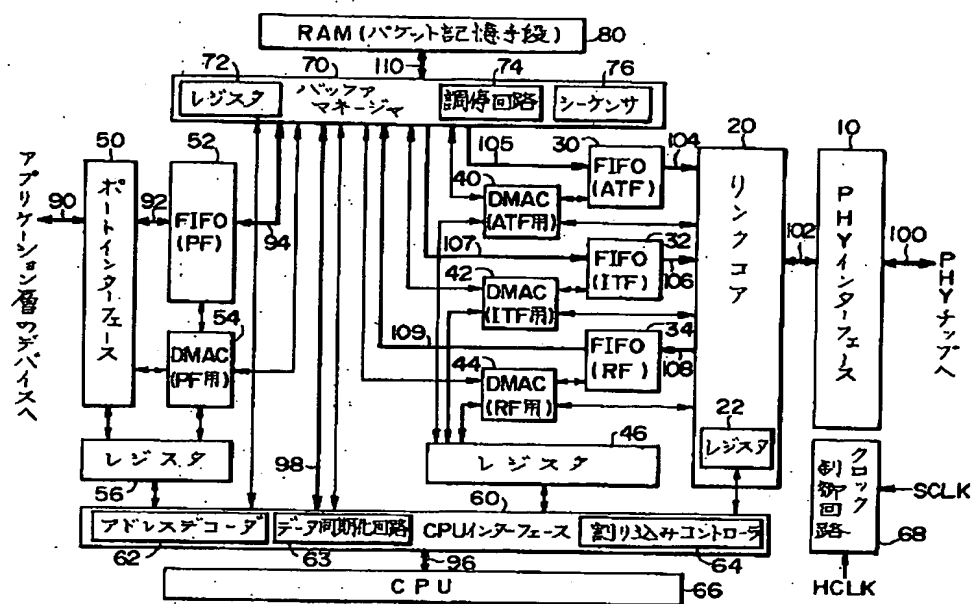 RAM(パケット記憶手段)
80
72
70
110
74
76
レジスタ
バッファ
マネージャ
調停回路
シーケンサ
50
52
105
30
104
20
10
アプリケーション層のデバイスへ
90
ポートインターフェース
92
FIFO
(PF)
94
40
DMAC
(ATF用)
FIFO
(ATF)
リンクコア
PHYインターフェース
102
100
PHYチップへ
107
32
42
DMAC
(ITF用)
FIFO
(ITF)
106
54
DMAC
(PF用)
109
34
44
DMAC
(RF用)
FIFO
(RF)
108
22
レジスタ
46
レジスタ
レジスタ
56
98
60
クロック
制御回路
SCLK
68
HCLK
アドレスデコーダ
データ同期化回路
CPUインターフェース
割り込みコントローラ
62
63
96
64
CPU
66